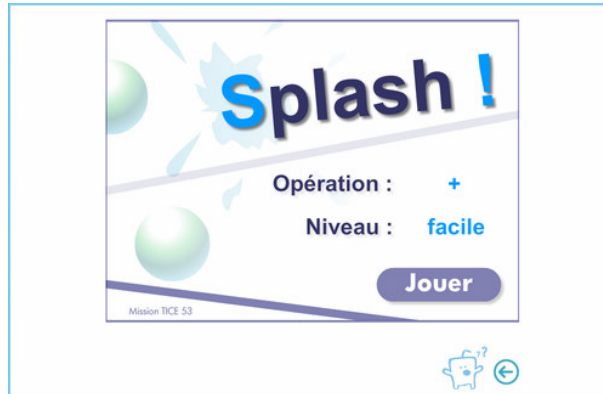 Splash !
Opération : +
Niveau : facile
Jouer
Mission TICE 53
??